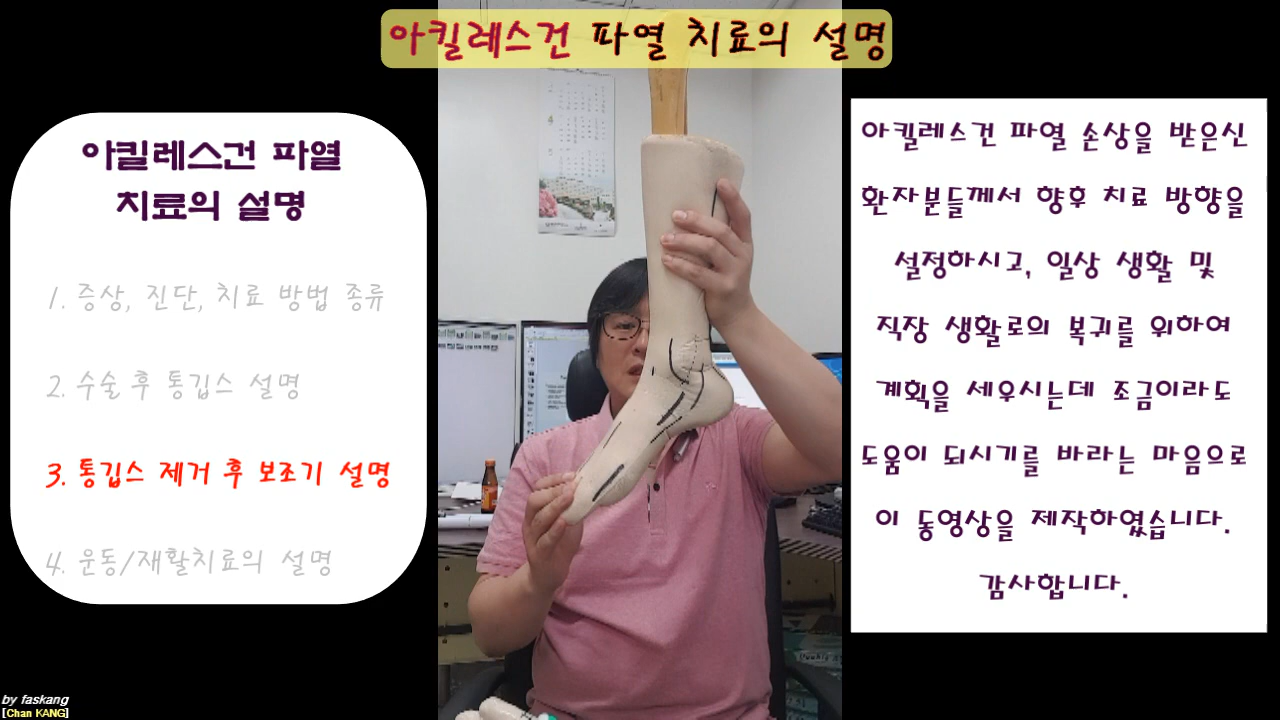 아킬레스건 파열 치료의 설명
아킬레스건 파열
치료의 설명
1. 증상, 진단, 치료 방법 종류
2. 수술 후 통깁스 설명
3. 통깁스 제거 후 보조기 설명
4. 운동/재활치료의 설명
아킬레스건 파열 손상을 받은신
환자분들께서 향후 치료 방향을
설정하시고, 일상 생활 및
직장 생활로의 복귀를 위하여
계획을 세우시는데 조금이라도
도움이 되시기를 바라는 마음으로
이 동영상을 제작하였습니다.
감사합니다.
by faskang
[Chan KANG]